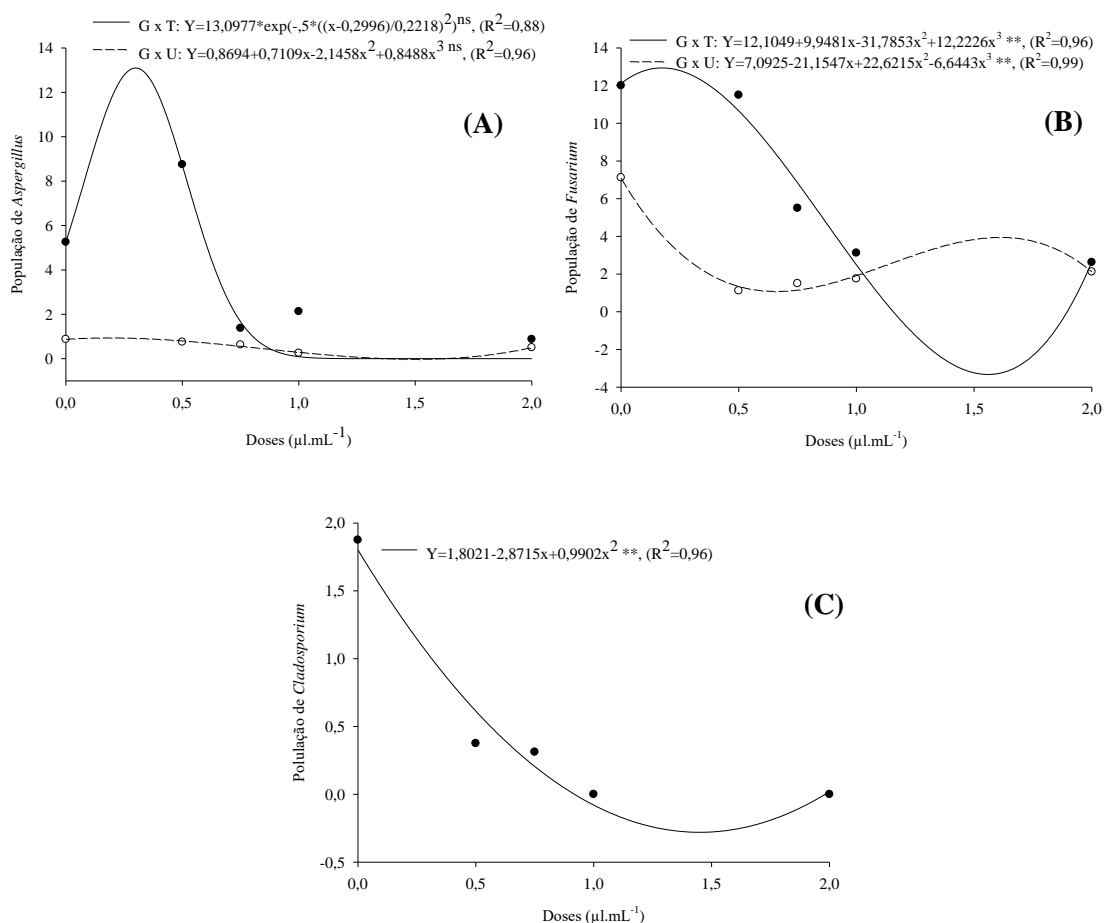 G x T: Y=13,0977*exp(-,5*((x-0,2996)/0,2218)²)ⁿˢ, (R²=0,88
G x U: Y=0,8694+0,7109x-2,1458x²+0,8488x³ ⁿˢ, (R²=0,96)
(A)
População de Aspergillus
14
12
10
8
6
4
2
0
0,0 0,5 1,0 1,5 2,0
Doses (µl.mL⁻¹)
G x T: Y=12,1049+9,9481x-31,7853x²+12,2226x³ **, (R²=0,96)
G x U: Y=7,0925-21,1547x+22,6215x²-6,6443x³ **, (R²=0,99)
(B)
População de Fusarium
14
12
10
8
6
4
2
0
-2
-4
0,0 0,5 1,0 1,5 2,0
Doses (µl.mL⁻¹)
Y=1,8021-2,8715x+0,9902x² **, (R²=0,96)
(C)
Polulação de Cladosporium
2,0
1,5
1,0
0,5
0,0
-0,5
0,0 0,5 1,0 1,5 2,0
Doses (µl.mL⁻¹)